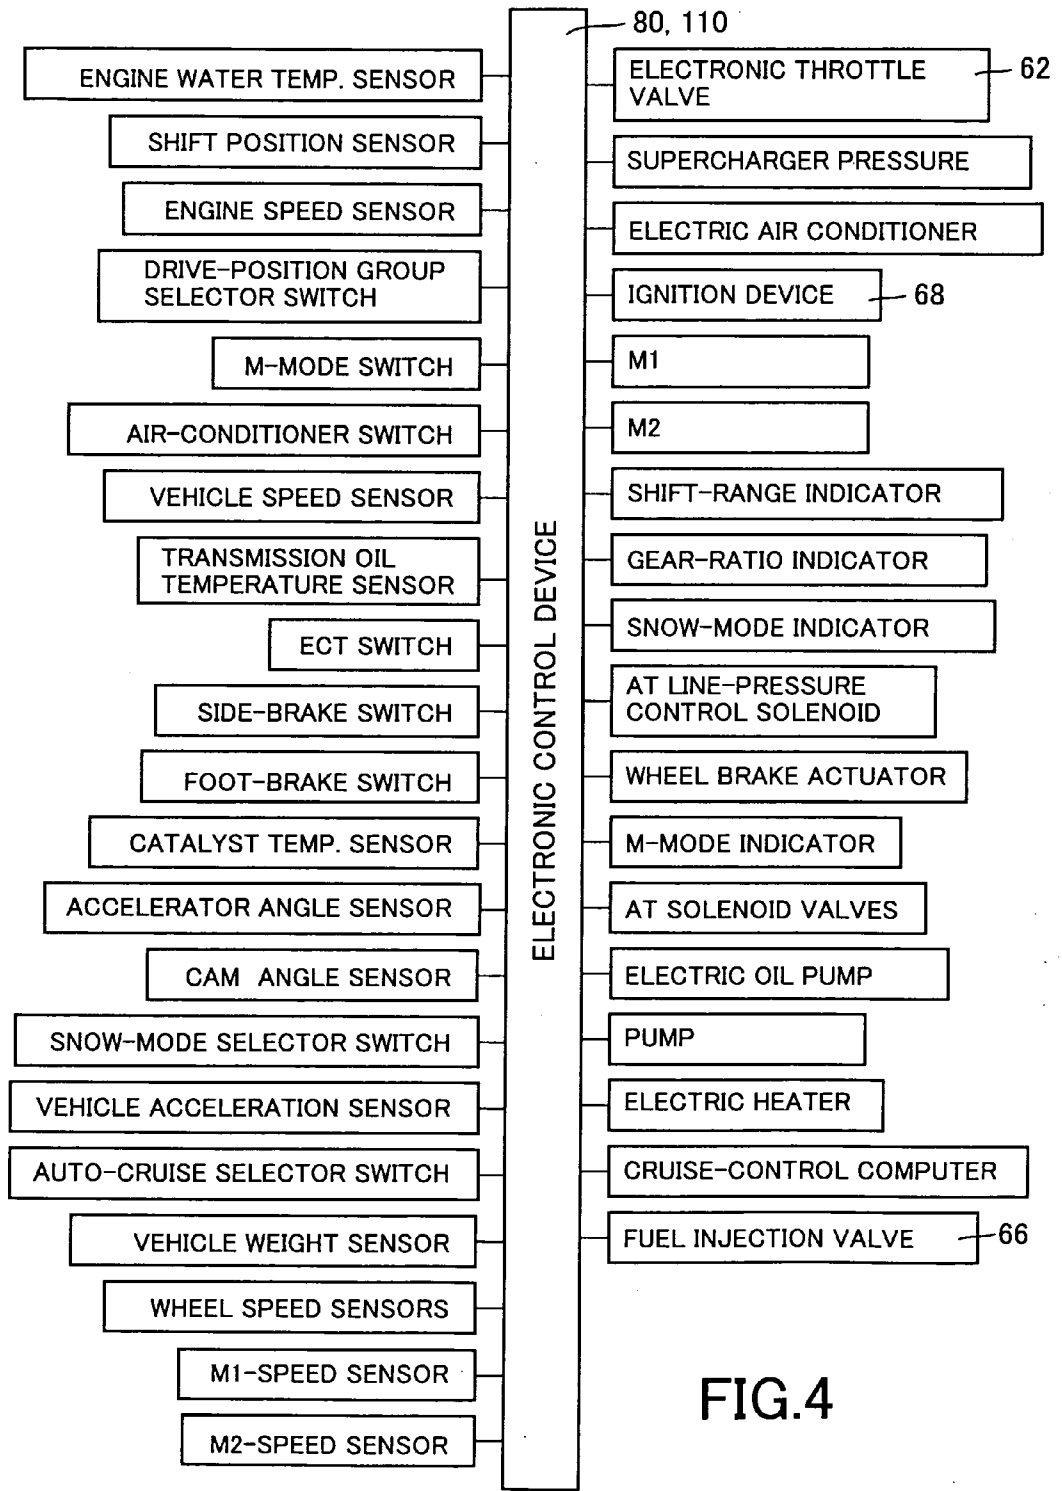 80, 110
ENGINE WATER TEMP. SENSOR
SHIFT POSITION SENSOR
ENGINE SPEED SENSOR
DRIVE-POSITION GROUP
SELECTOR SWITCH
M-MODE SWITCH
AIR-CONDITIONER SWITCH
VEHICLE SPEED SENSOR
TRANSMISSION OIL
TEMPERATURE SENSOR
ECT SWITCH
SIDE-BRAKE SWITCH
FOOT-BRAKE SWITCH
CATALYST TEMP. SENSOR
ACCELERATOR ANGLE SENSOR
CAM ANGLE SENSOR
SNOW-MODE SELECTOR SWITCH
VEHICLE ACCELERATION SENSOR
AUTO-CRUISE SELECTOR SWITCH
VEHICLE WEIGHT SENSOR
WHEEL SPEED SENSORS
M1-SPEED SENSOR
M2-SPEED SENSOR
ELECTRONIC CONTROL DEVICE
ELECTRONIC THROTTLE
VALVE
62
SUPERCHARGER PRESSURE
ELECTRIC AIR CONDITIONER
IGNITION DEVICE
68
M1
M2
SHIFT-RANGE INDICATOR
GEAR-RATIO INDICATOR
SNOW-MODE INDICATOR
AT LINE-PRESSURE
CONTROL SOLENOID
WHEEL BRAKE ACTUATOR
M-MODE INDICATOR
AT SOLENOID VALVES
ELECTRIC OIL PUMP
PUMP
ELECTRIC HEATER
CRUISE-CONTROL COMPUTER
FUEL INJECTION VALVE
66
FIG.4